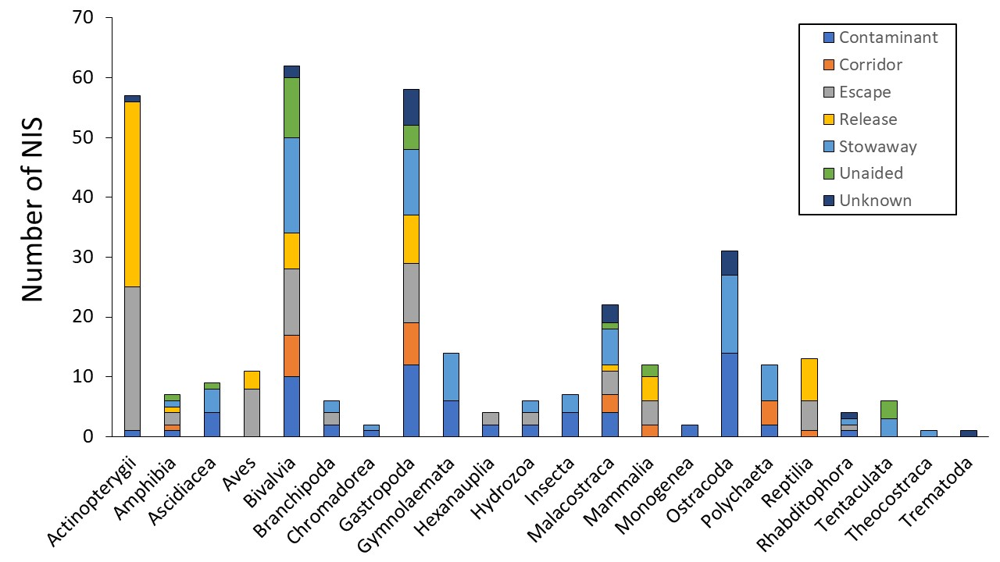 70
60
50
40
30
20
10
0
Number of NIS
Contaminant
Corridor
Escape
Release
Stowaway
Unaided
Unknown
Actinopterygii
Amphibia
Ascidiacea
Aves
Bivalvia
Branchipoda
Chromadorea
Gastropoda
Gymnolaemata
Hexnauplia
Hydrozoa
Insecta
Malacostraca
Mammalia
Monogenea
Ostracoda
Polychaeta
Reptilia
Rhabditophora
Tentaculata
Theocostraca
Trematoda